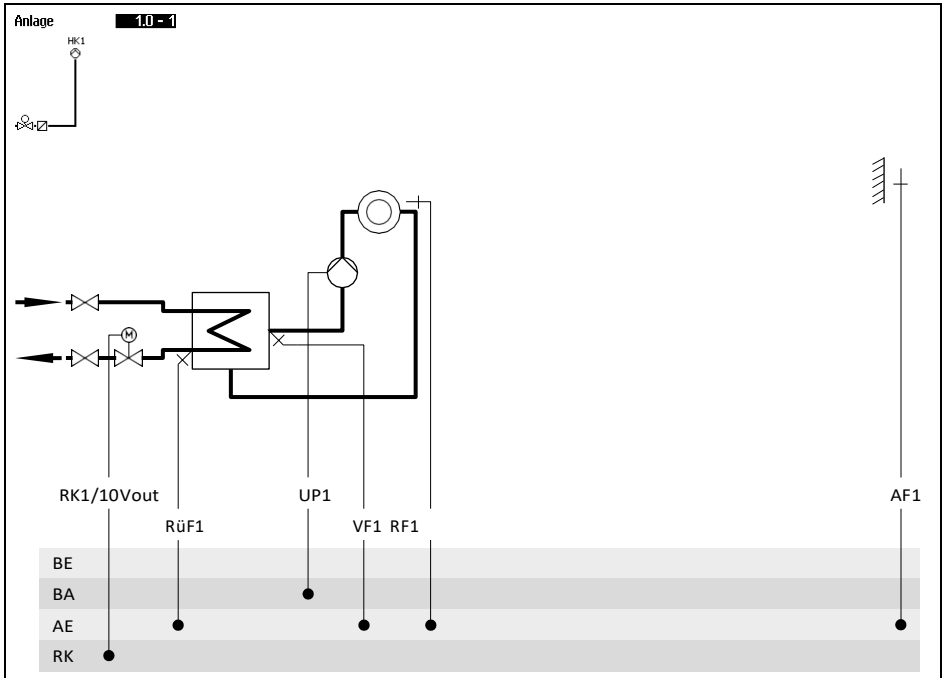 Anlage 1.0 - 1
HK1
M
RK1/10Vout UP1 AF1
RüF1 VF1 RF1
BE
BA
AE
RK